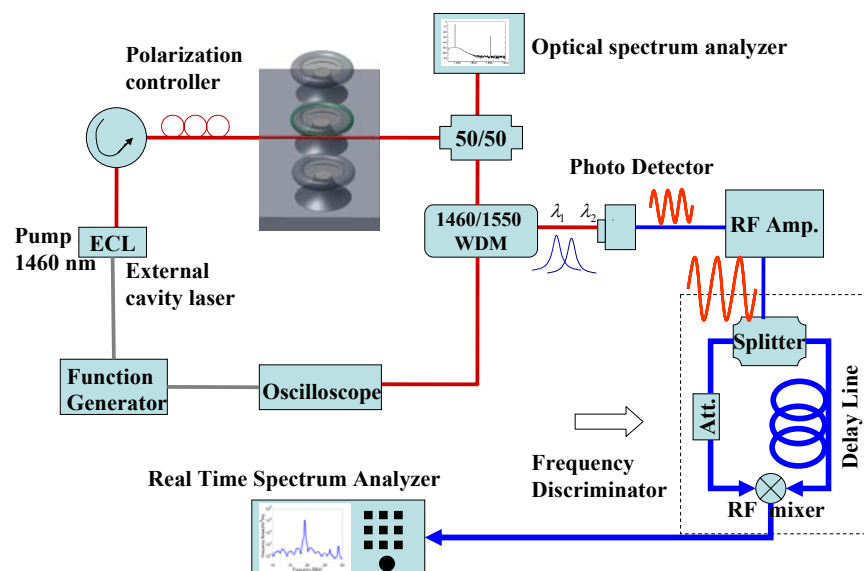 Polarization
controller
Optical spectrum analyzer
50/50
Photo Detector
1460/1550
WDM
λ1 λ2
RF Amp.
Pump
1460 nm
ECL
External
cavity laser
Splitter
Function
Generator
Oscilloscope
Att.
Delay Line
Frequency
Discriminator
RF mixer
Real Time Spectrum Analyzer